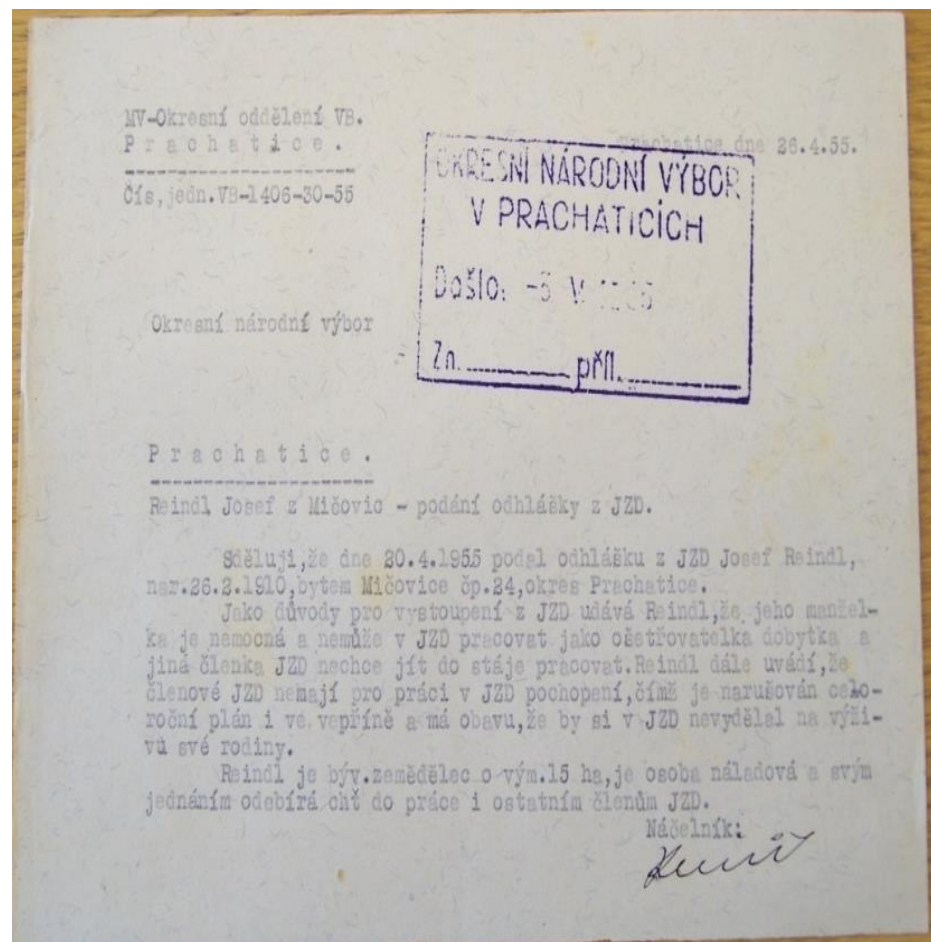 MV-Okresní oddělení VB.
Prachatice.
Prachatice dne 26.4.55.
Čís,jedn.VB-1406-30-55
OKRESNÍ NÁRODNÍ VÝBOR
V PRACHATICÍCH
Došlo: -5 V
Zn. příl.
Okresní národní výbor
Prachatice.
Reindl Josef z Mičovic - podání odhlášky z JZD.
Sděluji,že dne 20.4.1955 podal odhlášku z JZD Josef Reindl,
nar.26.2.1910,bytem Mičovice čp.24,okres Prachatice.
Jako důvody pro vystoupení z JZD udává Reindl,že jeho manžel-
ka je nemocná a nemůže v JZD pracovat jako ošetřovatelka dobytka a
jiná členka JZD nechce jít do stáje pracovat.Reindl dále uvádí,že
členové JZD nemají pro práci v JZD pochopení,čímž je narušován celo-
roční plán i ve vepříně a má obavu,že by si v JZD nevydělal na výži-
vu své rodiny.
Reindl je býv.zemědělec o vým.15 ha,je osoba náladová a svým
jednáním odebírá chť do práce i ostatním členům JZD.
Náčelník: